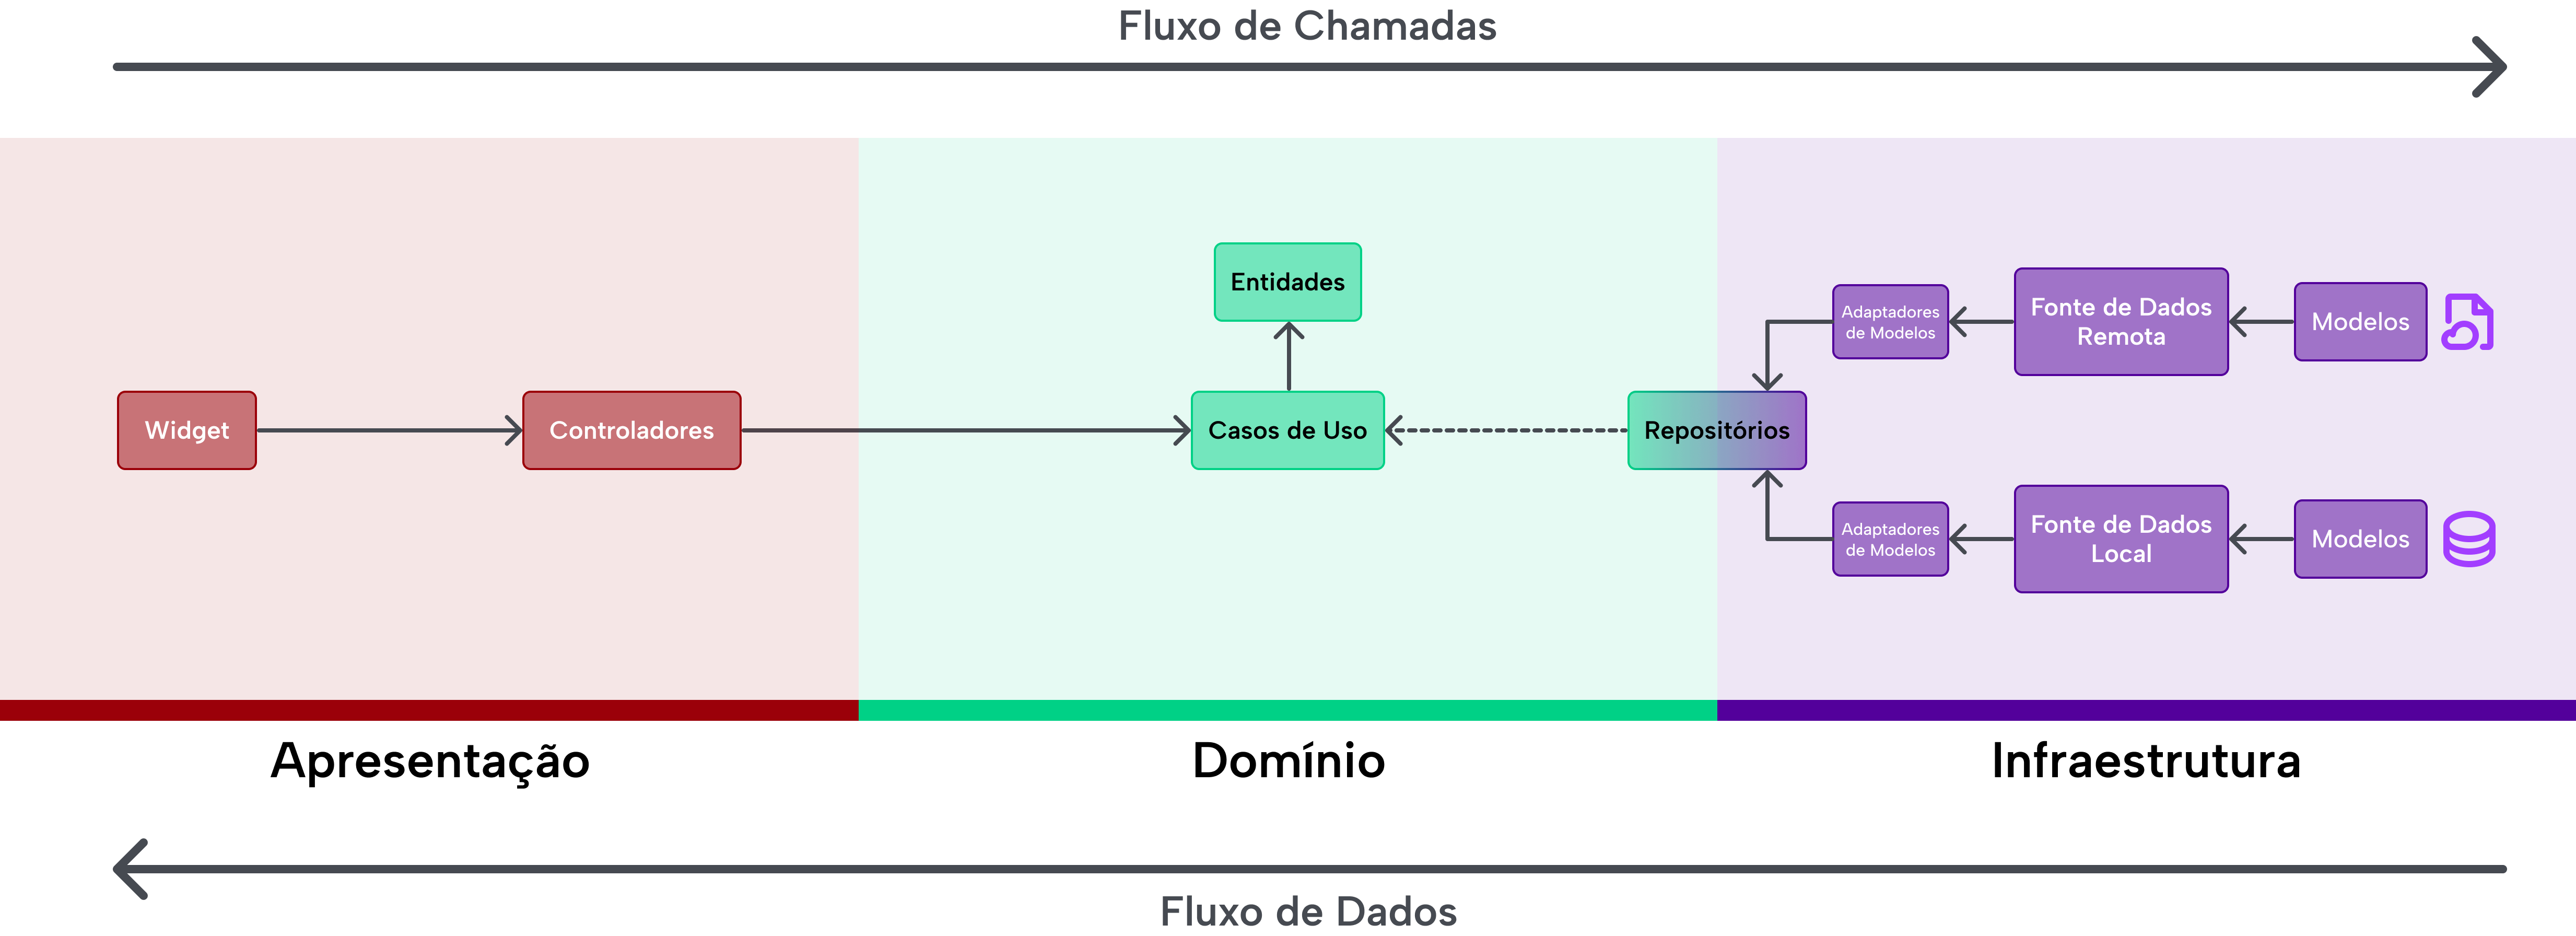 Fluxo de Chamadas
Widget
Controladores
Entidades
Casos de Uso
Repositórios
Adaptadores
de Modelos
Fonte de Dados
Remota
Modelos
Adaptadores
de Modelos
Fonte de Dados
Local
Modelos
Apresentação
Domínio
Infraestrutura
Fluxo de Dados